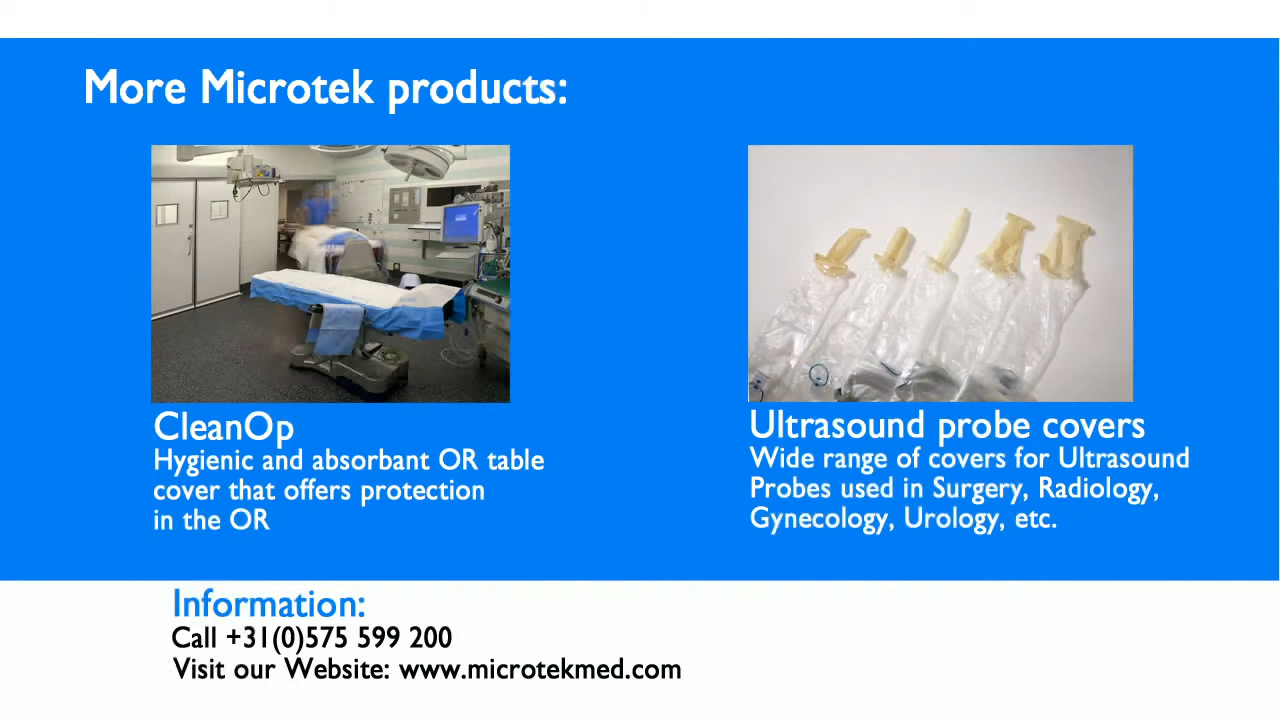 More Microtek products:
CleanOp
Hygienic and absorbant OR table
cover that offers protection
in the OR
Ultrasound probe covers
Wide range of covers for Ultrasound
Probes used in Surgery, Radiology,
Gynecology, Urology, etc.
Information:
Call +31(0)575 599 200
Visit our Website: www.microtekmed.com